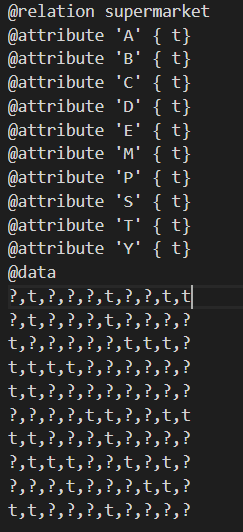 @relation supermarket
@attribute 'A' { t}
@attribute 'B' { t}
@attribute 'C' { t}
@attribute 'D' { t}
@attribute 'E' { t}
@attribute 'M' { t}
@attribute 'P' { t}
@attribute 'S' { t}
@attribute 'T' { t}
@attribute 'Y' { t}
@data
?,t,?,?,?,t,?,?,t,t
?,t,?,?,?,t,?,?,?,?
t,?,?,?,?,?,t,t,t,?
t,t,t,t,?,?,?,?,?,?
t,t,?,?,?,?,?,?,t,?
?,?,?,?,t,t,?,?,t,t
t,t,?,?,?,t,?,?,?,?
?,t,t,t,?,?,t,?,t,?
?,?,?,t,?,?,?,t,t,?
t,t,?,?,?,t,?,?,?,?